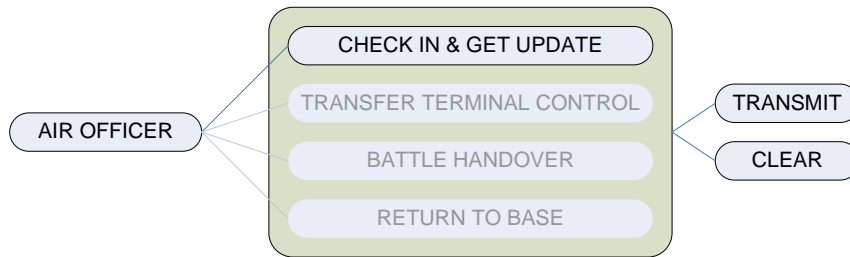 AIR OFFICER
CHECK IN & GET UPDATE
TRANSFER TERMINAL CONTROL
BATTLE HANDOVER
RETURN TO BASE
TRANSMIT
CLEAR